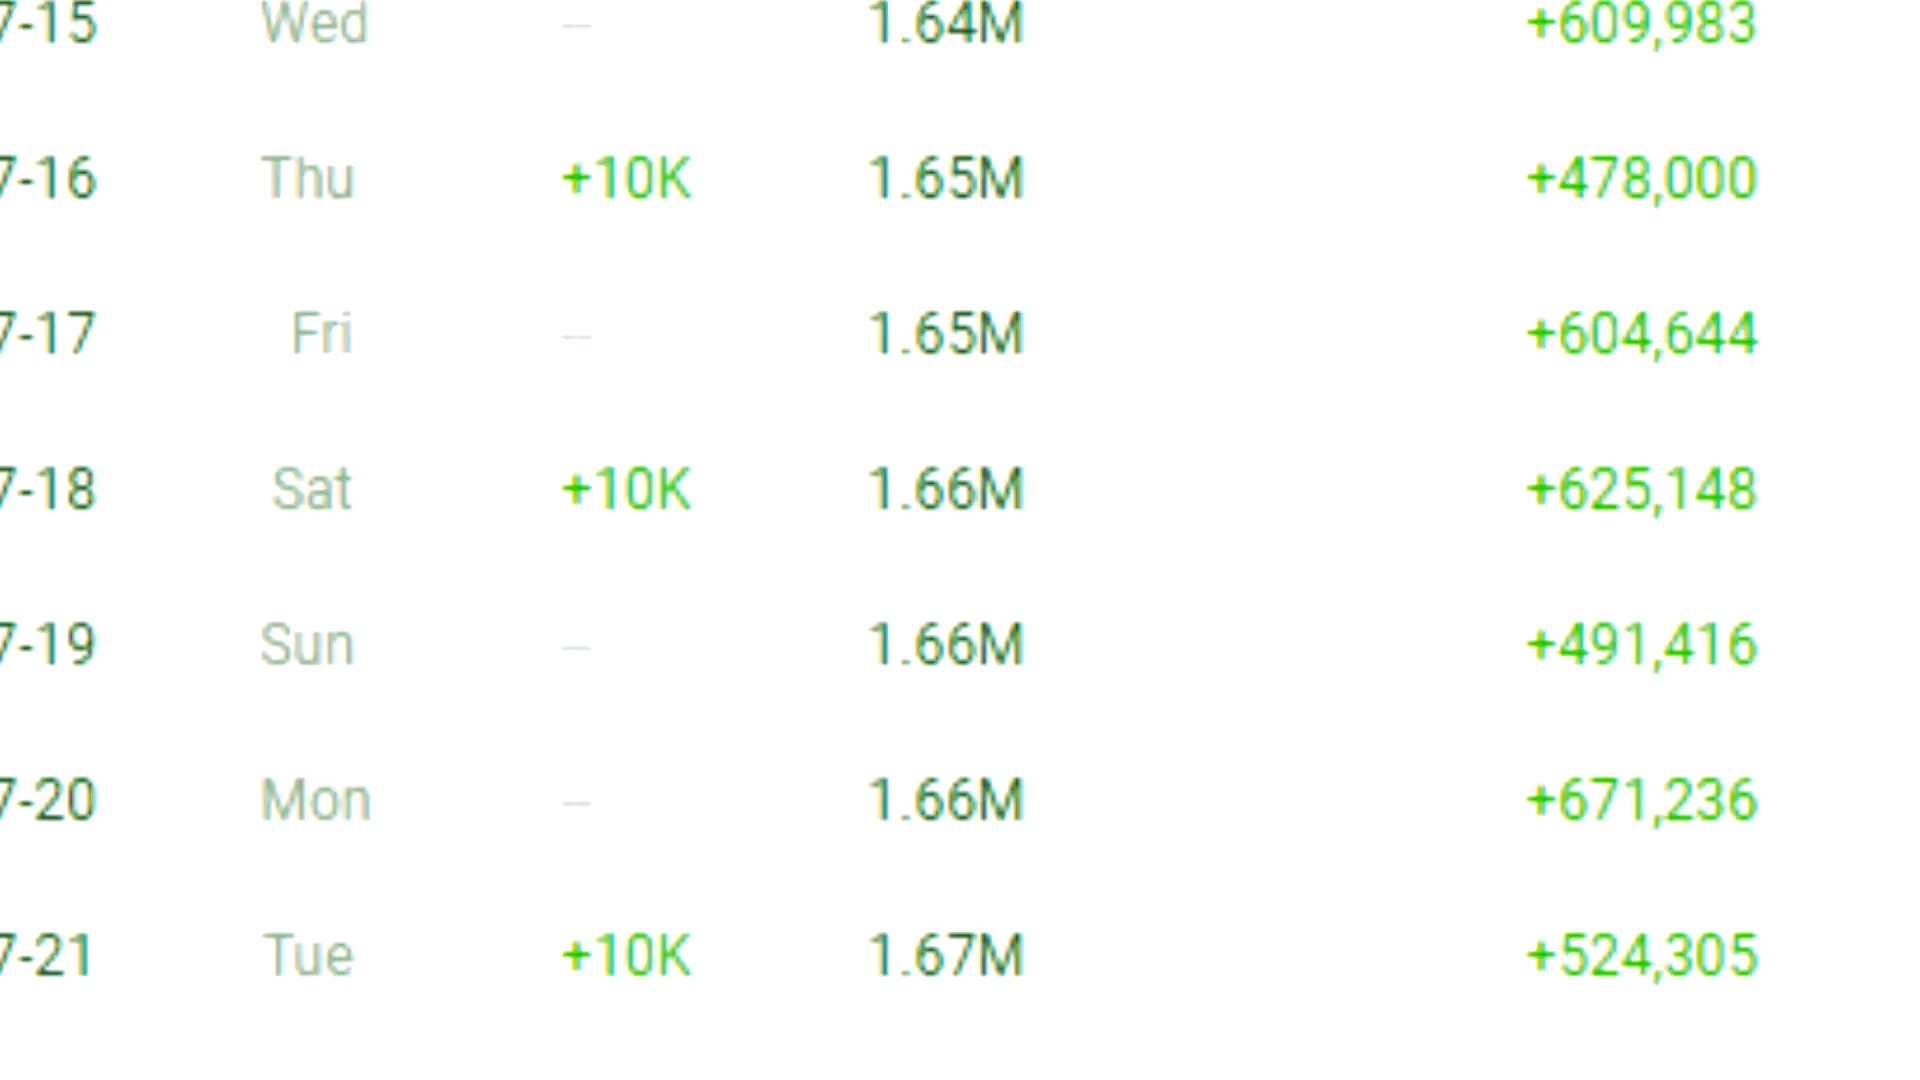 7-15 Wed -- 1.64M +609,983
7-16 Thu +10K 1.65M +478,000
7-17 Fri -- 1.65M +604,644
7-18 Sat +10K 1.66M +625,148
7-19 Sun -- 1.66M +491,416
7-20 Mon -- 1.66M +671,236
7-21 Tue +10K 1.67M +524,305